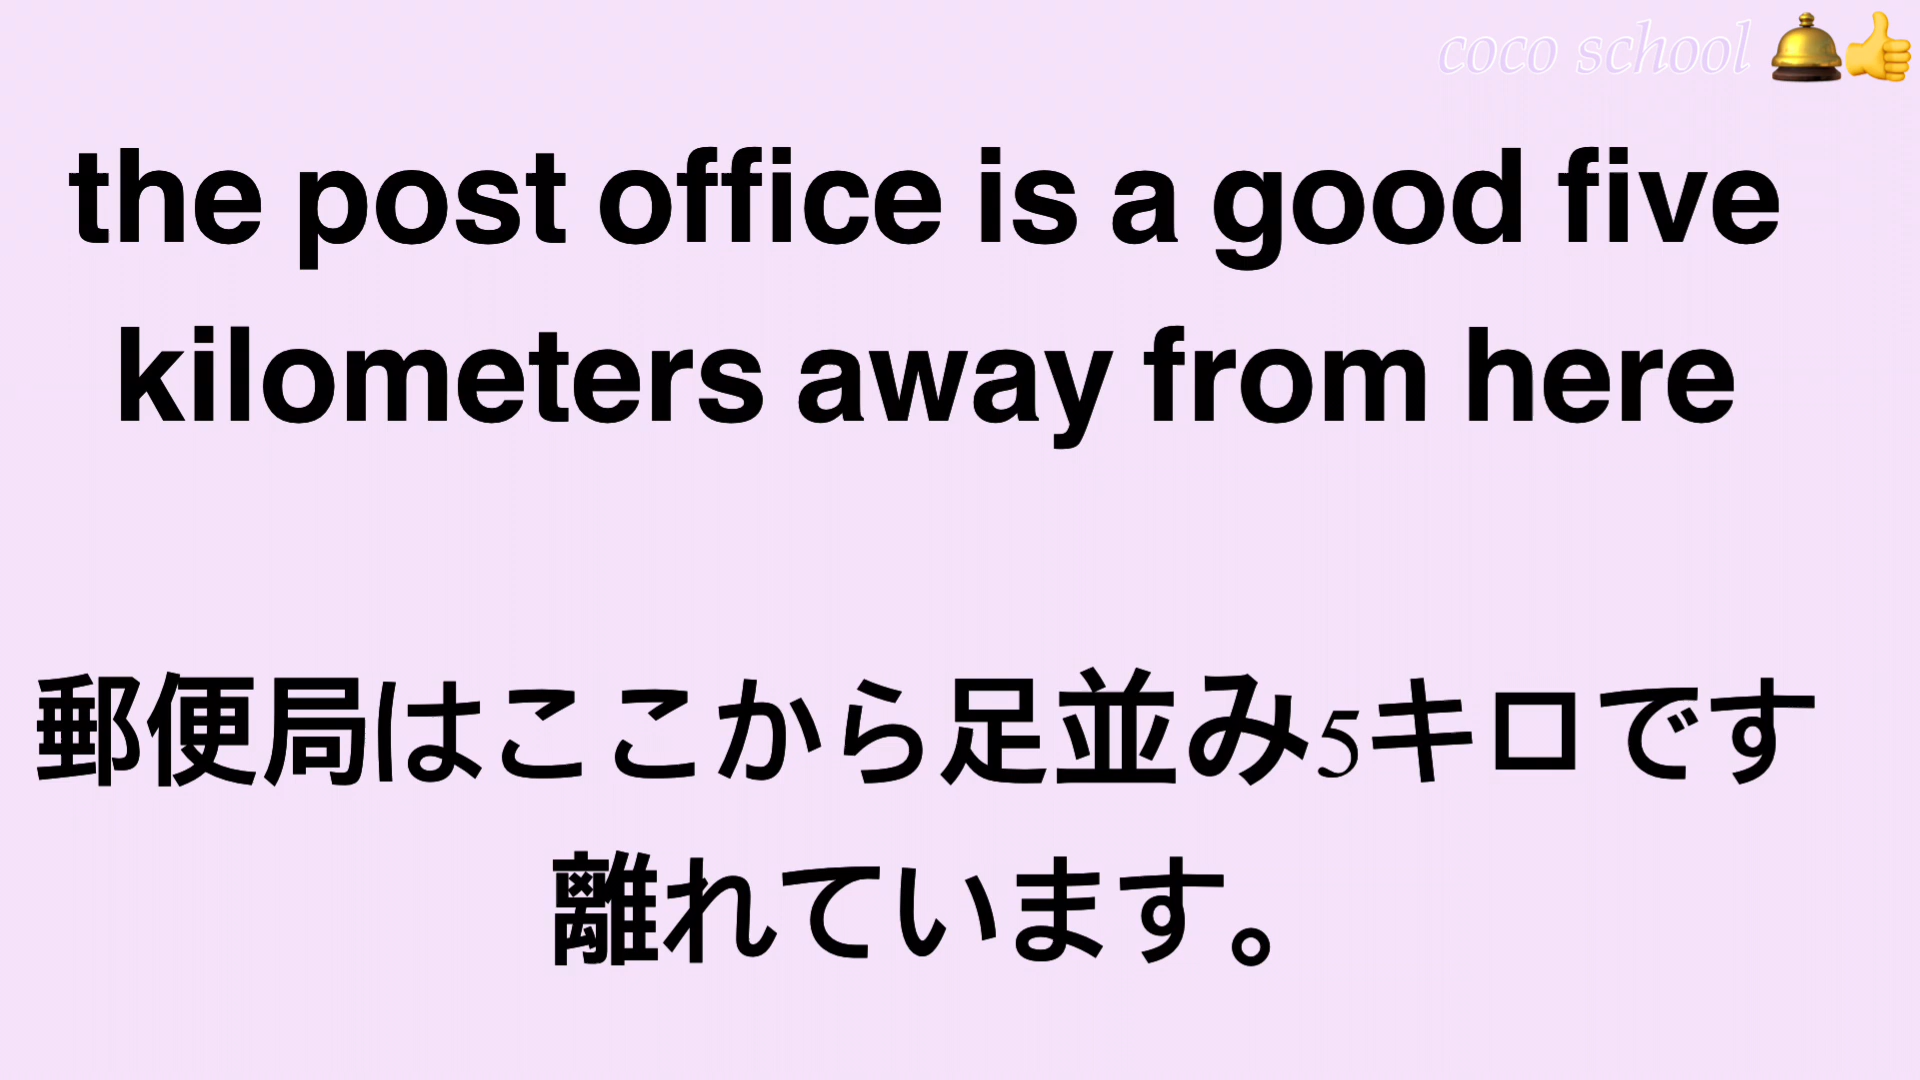 coco school
the post office is a good five
kilometers away from here
郵便局はここから足並み5キロです
離れています。